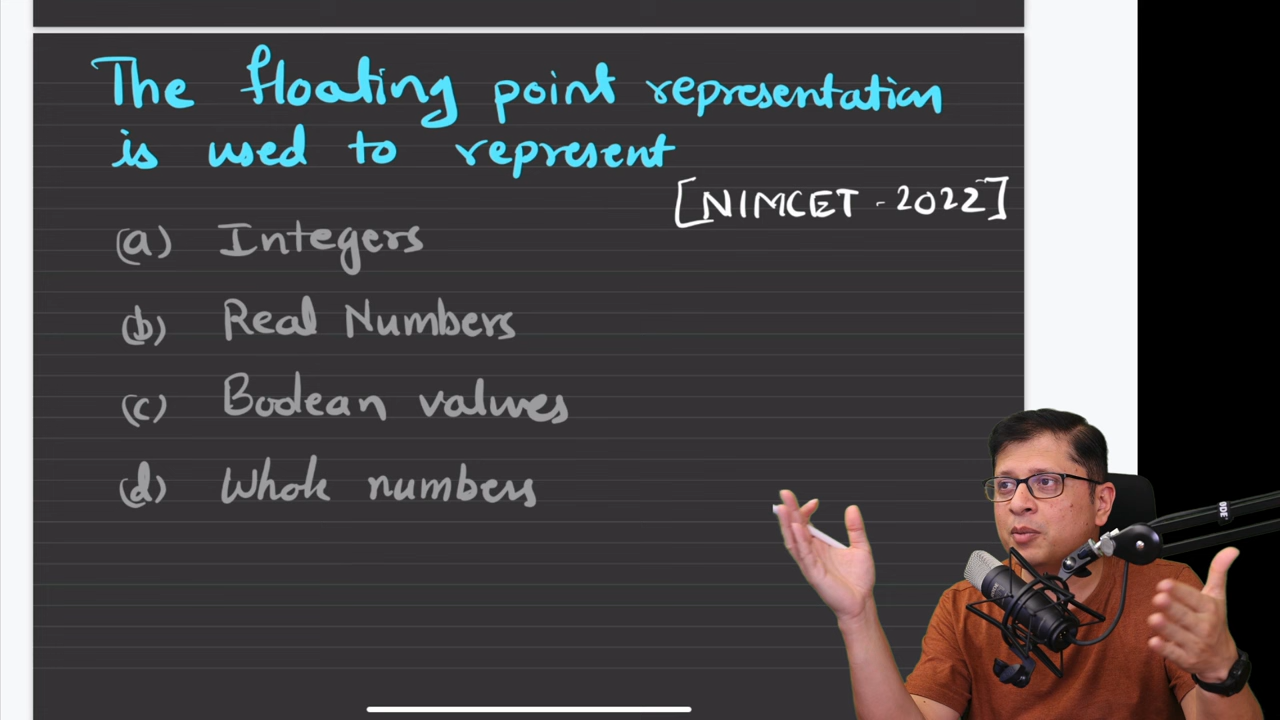 The floating point representation
is used to represent
[NIMCET - 2022]
(a) Integers
(b) Real Numbers
(c) Boolean values
(d) Whole numbers